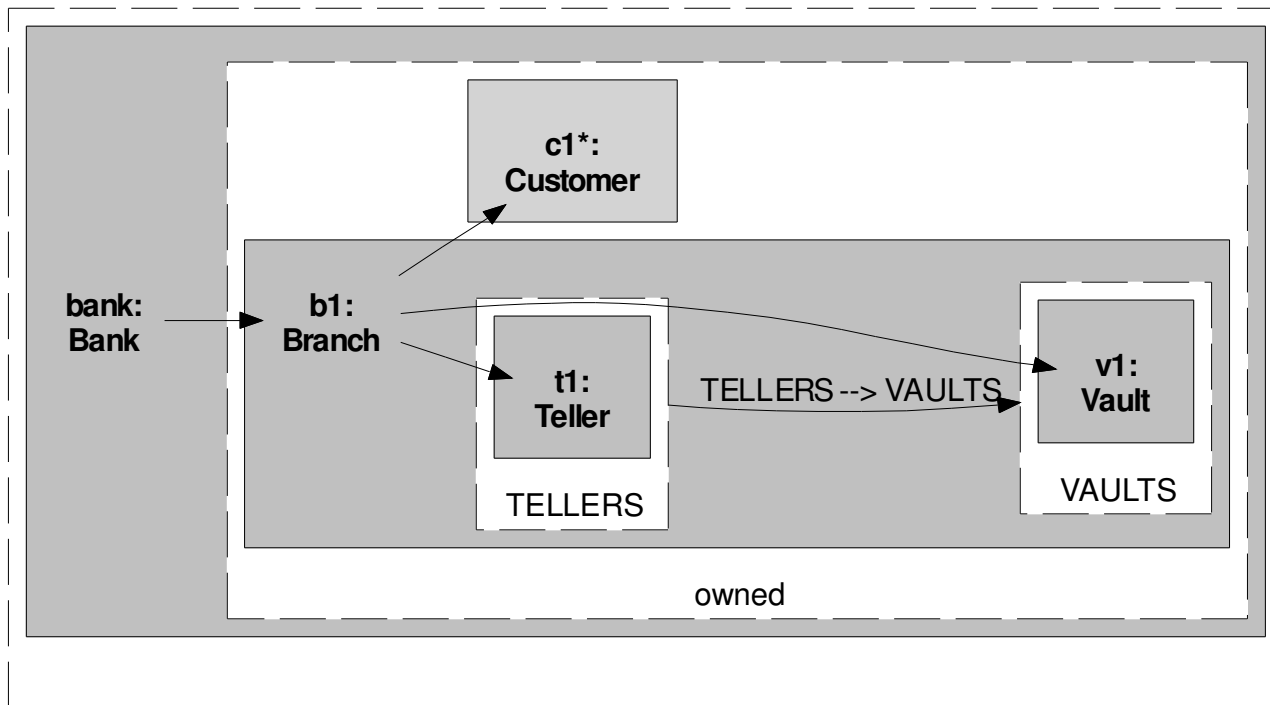 c1*:
Customer
bank:
Bank
b1:
Branch
t1:
Teller
TELLERS --> VAULTS
v1:
Vault
TELLERS
VAULTS
owned